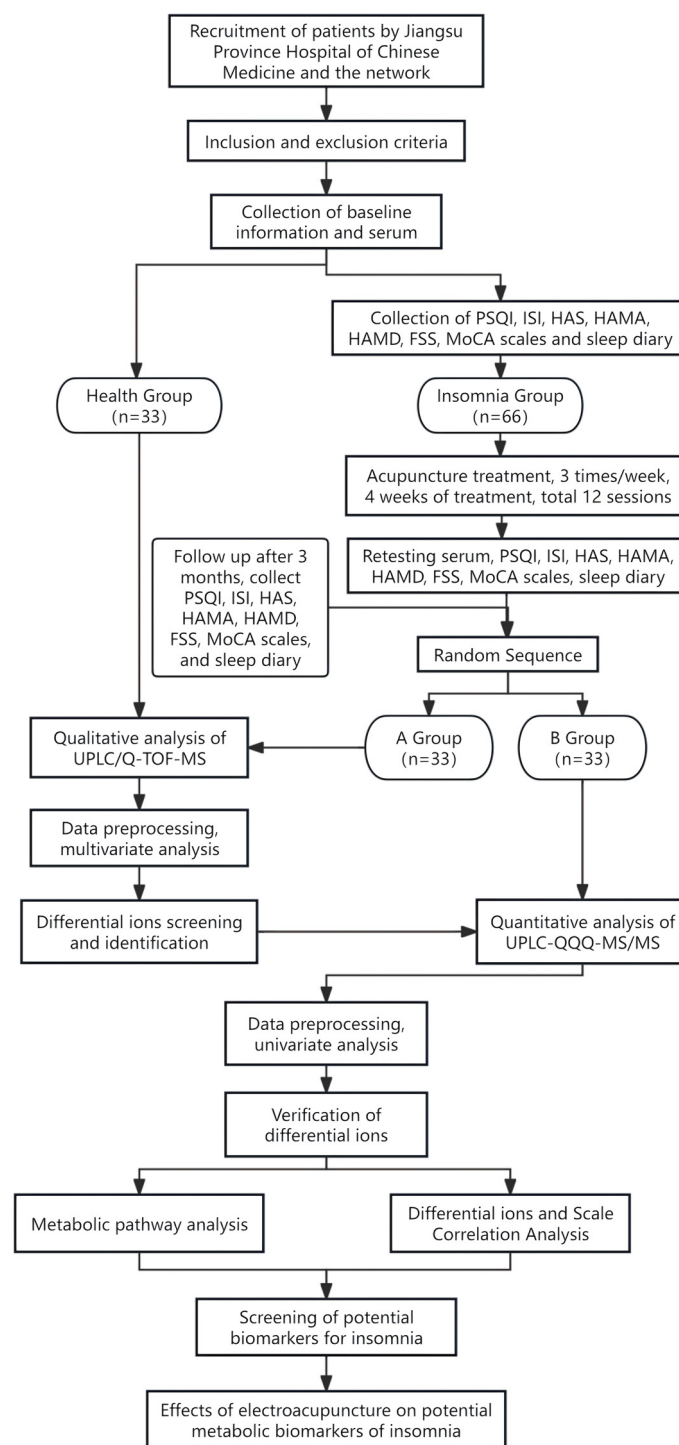 Recruitment of patients by Jiangsu
Province Hospital of Chinese
Medicine and the network
Inclusion and exclusion criteria
Collection of baseline
information and serum
Collection of PSQI, ISI, HAS, HAMA,
HAMD, FSS, MoCA scales and sleep diary
Health Group
(n=33)
Insomnia Group
(n=66)
Acupuncture treatment, 3 times/week,
4 weeks of treatment, total 12 sessions
Retesting serum, PSQI, ISI, HAS, HAMA,
HAMD, FSS, MoCA scales, sleep diary
Follow up after 3
months, collect
PSQI, ISI, HAS,
HAMA, HAMD,
FSS, MoCA scales,
and sleep diary
Random Sequence
Qualitative analysis of
UPLC/Q-TOF-MS
A Group
(n=33)
B Group
(n=33)
Data preprocessing,
multivariate analysis
Differential ions screening
and identification
Quantitative analysis of
UPLC-QQQ-MS/MS
Data preprocessing,
univariate analysis
Verification of
differential ions
Metabolic pathway analysis
Differential ions and Scale
Correlation Analysis
Screening of potential
biomarkers for insomnia
Effects of electroacupuncture on potential
metabolic biomarkers of insomnia